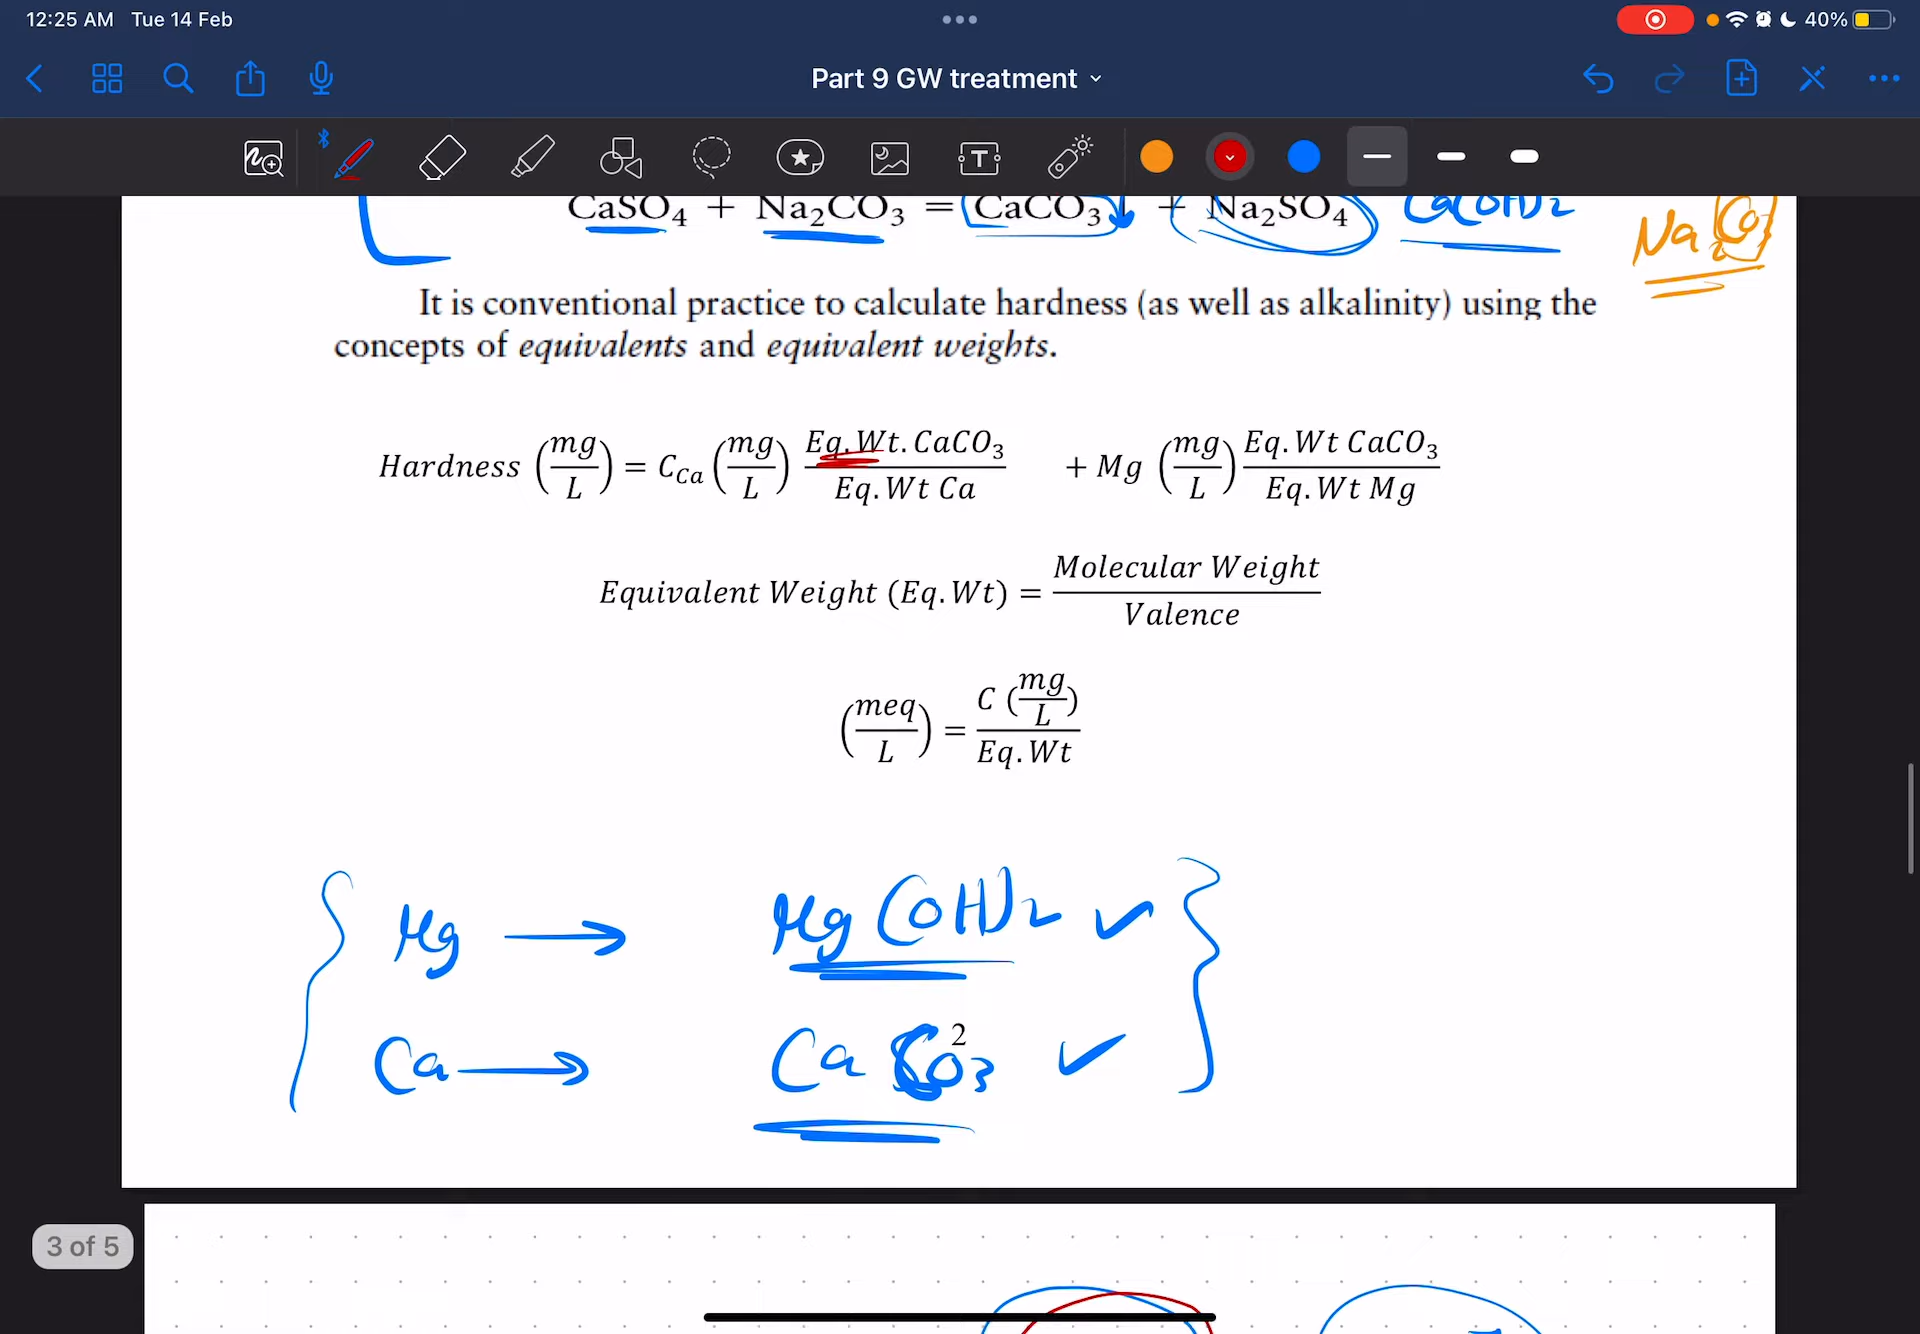 12:25 AM Tue 14 Feb
40%
Part 9 GW treatment
CaSO₄ + Na₂CO₃ = CaCO₃↓ + Na₂SO₄ Ca(OH)₂
Na₂CO₃
It is conventional practice to calculate hardness (as well as alkalinity) using the
concepts of equivalents and equivalent weights.
Hardness (mg/L) = C_Ca (mg/L) Eq.Wt.CaCO₃/Eq.Wt Ca + Mg (mg/L) Eq.Wt CaCO₃/Eq.Wt Mg
Equivalent Weight (Eq.Wt) = Molecular Weight/Valence
(meq/L) = C (mg/L)/Eq.Wt
Mg → Mg(OH)₂ ✓
2
Ca → CaCO₃ ✓
3 of 5